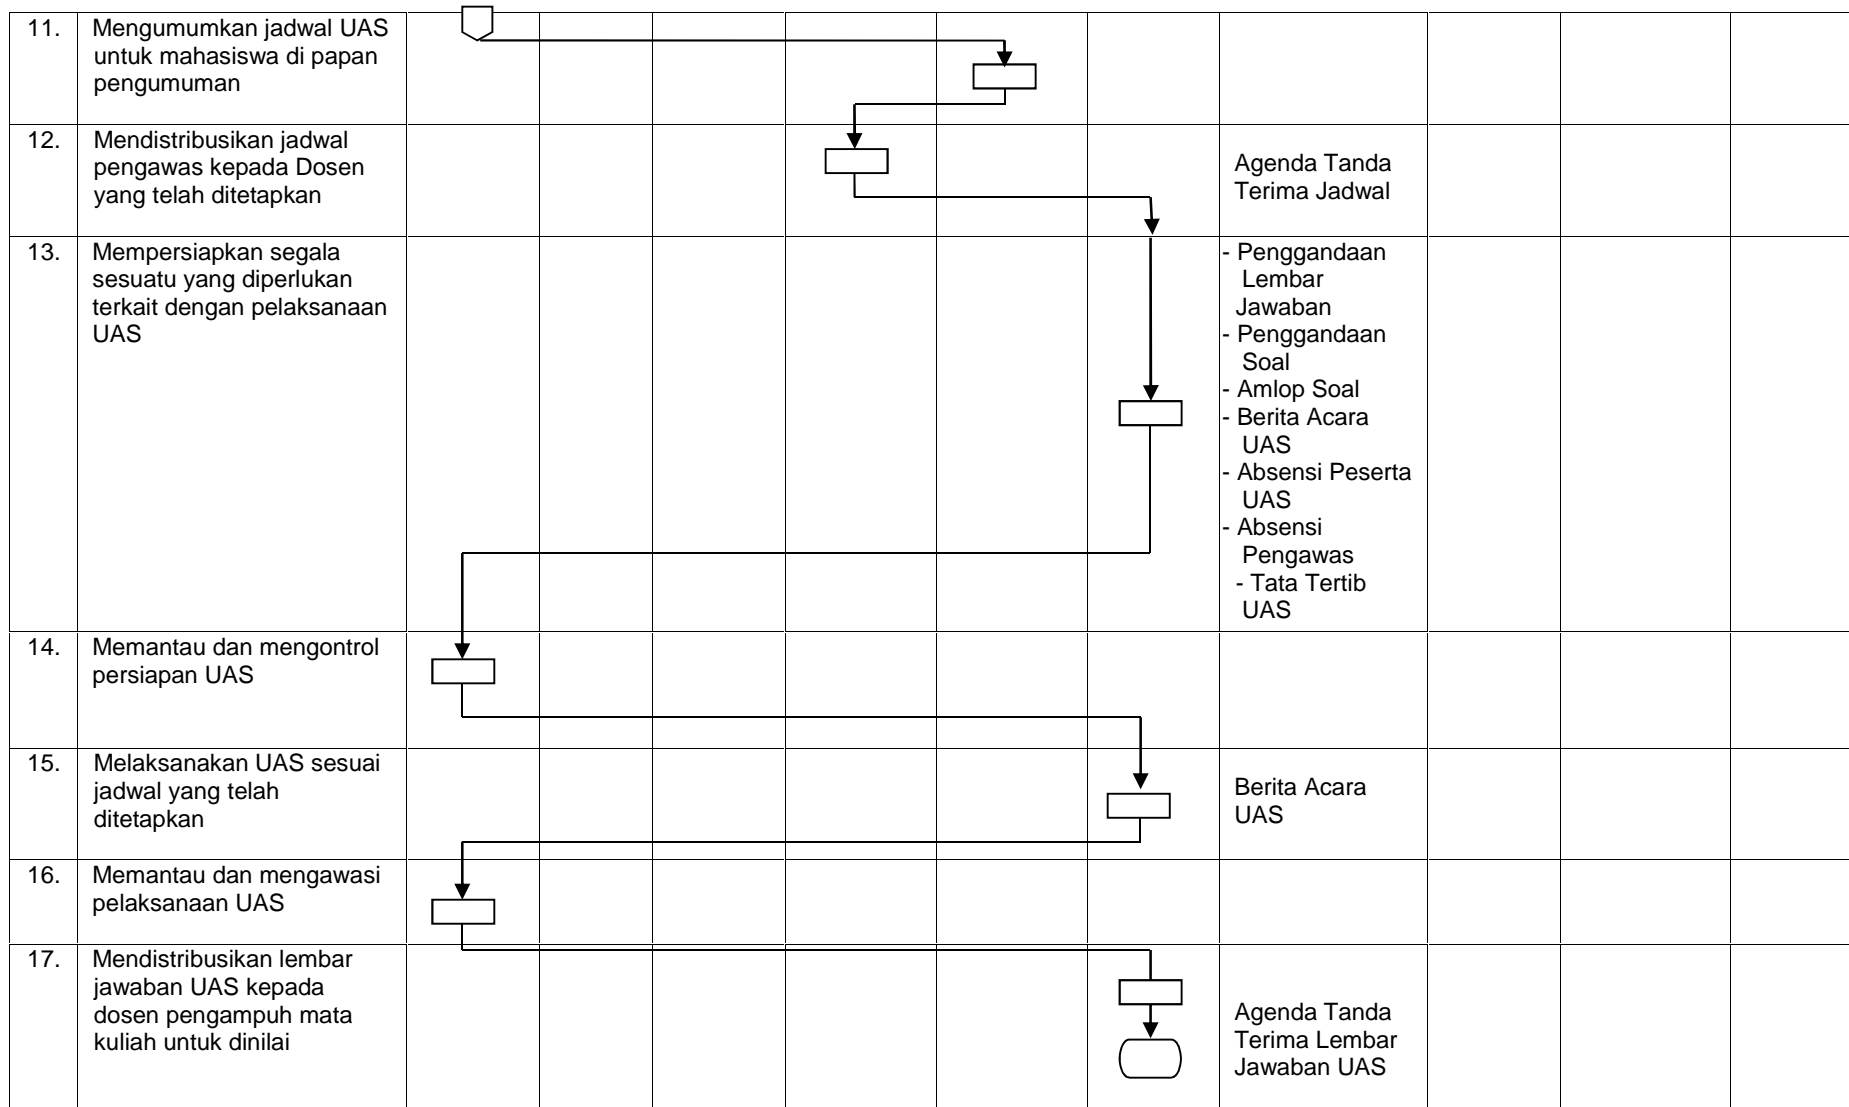 11.
Mengumumkan jadwal UAS
untuk mahasiswa di papan
pengumuman
12.
Mendistribusikan jadwal
pengawas kepada Dosen
yang telah ditetapkan
Agenda Tanda
Terima Jadwal
13.
Mempersiapkan segala
sesuatu yang diperlukan
terkait dengan pelaksanaan
UAS
- Penggandaan
Lembar
Jawaban
- Penggandaan
Soal
- Amlop Soal
- Berita Acara
UAS
- Absensi Peserta
UAS
- Absensi
Pengawas
- Tata Tertib
UAS
14.
Memantau dan mengontrol
persiapan UAS
15.
Melaksanakan UAS sesuai
jadwal yang telah
ditetapkan
Berita Acara
UAS
16.
Memantau dan mengawasi
pelaksanaan UAS
17.
Mendistribusikan lembar
jawaban UAS kepada
dosen pengampuh mata
kuliah untuk dinilai
Agenda Tanda
Terima Lembar
Jawaban UAS